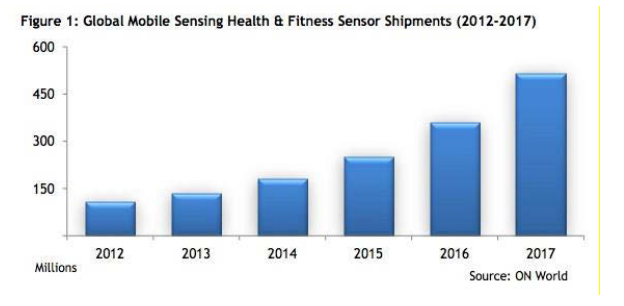 Figure 1: Global Mobile Sensing Health & Fitness Sensor Shipments (2012-2017)
600
450
300
150
2012 2013 2014 2015 2016 2017
Millions
Source: ON World